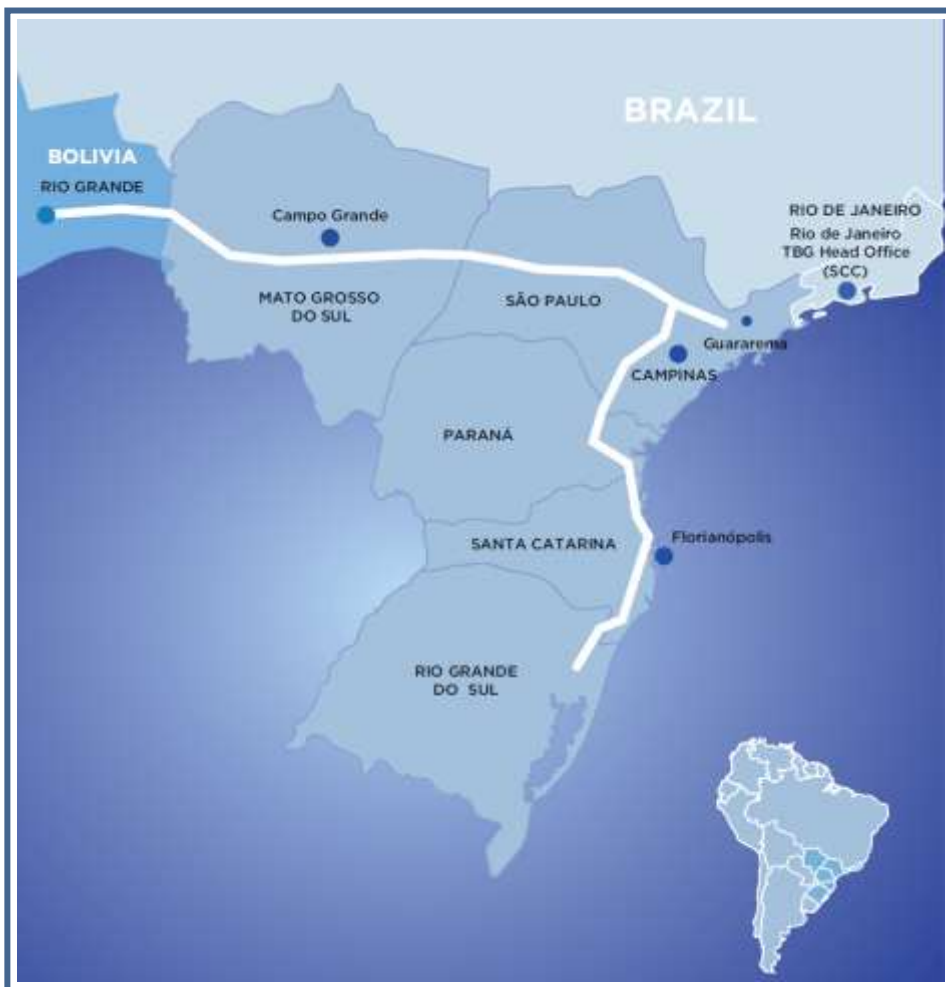 BRAZIL
BOLIVIA
RIO GRANDE
Campo Grande
RIO DE JANEIRO
Rio de Janeiro
TBG Head Office
(SCC)
MATO GROSSO
DO SUL
SÃO PAULO
Guararema
CAMPINAS
PARANÁ
SANTA CATARINA
Florianópolis
RIO GRANDE
DO SUL